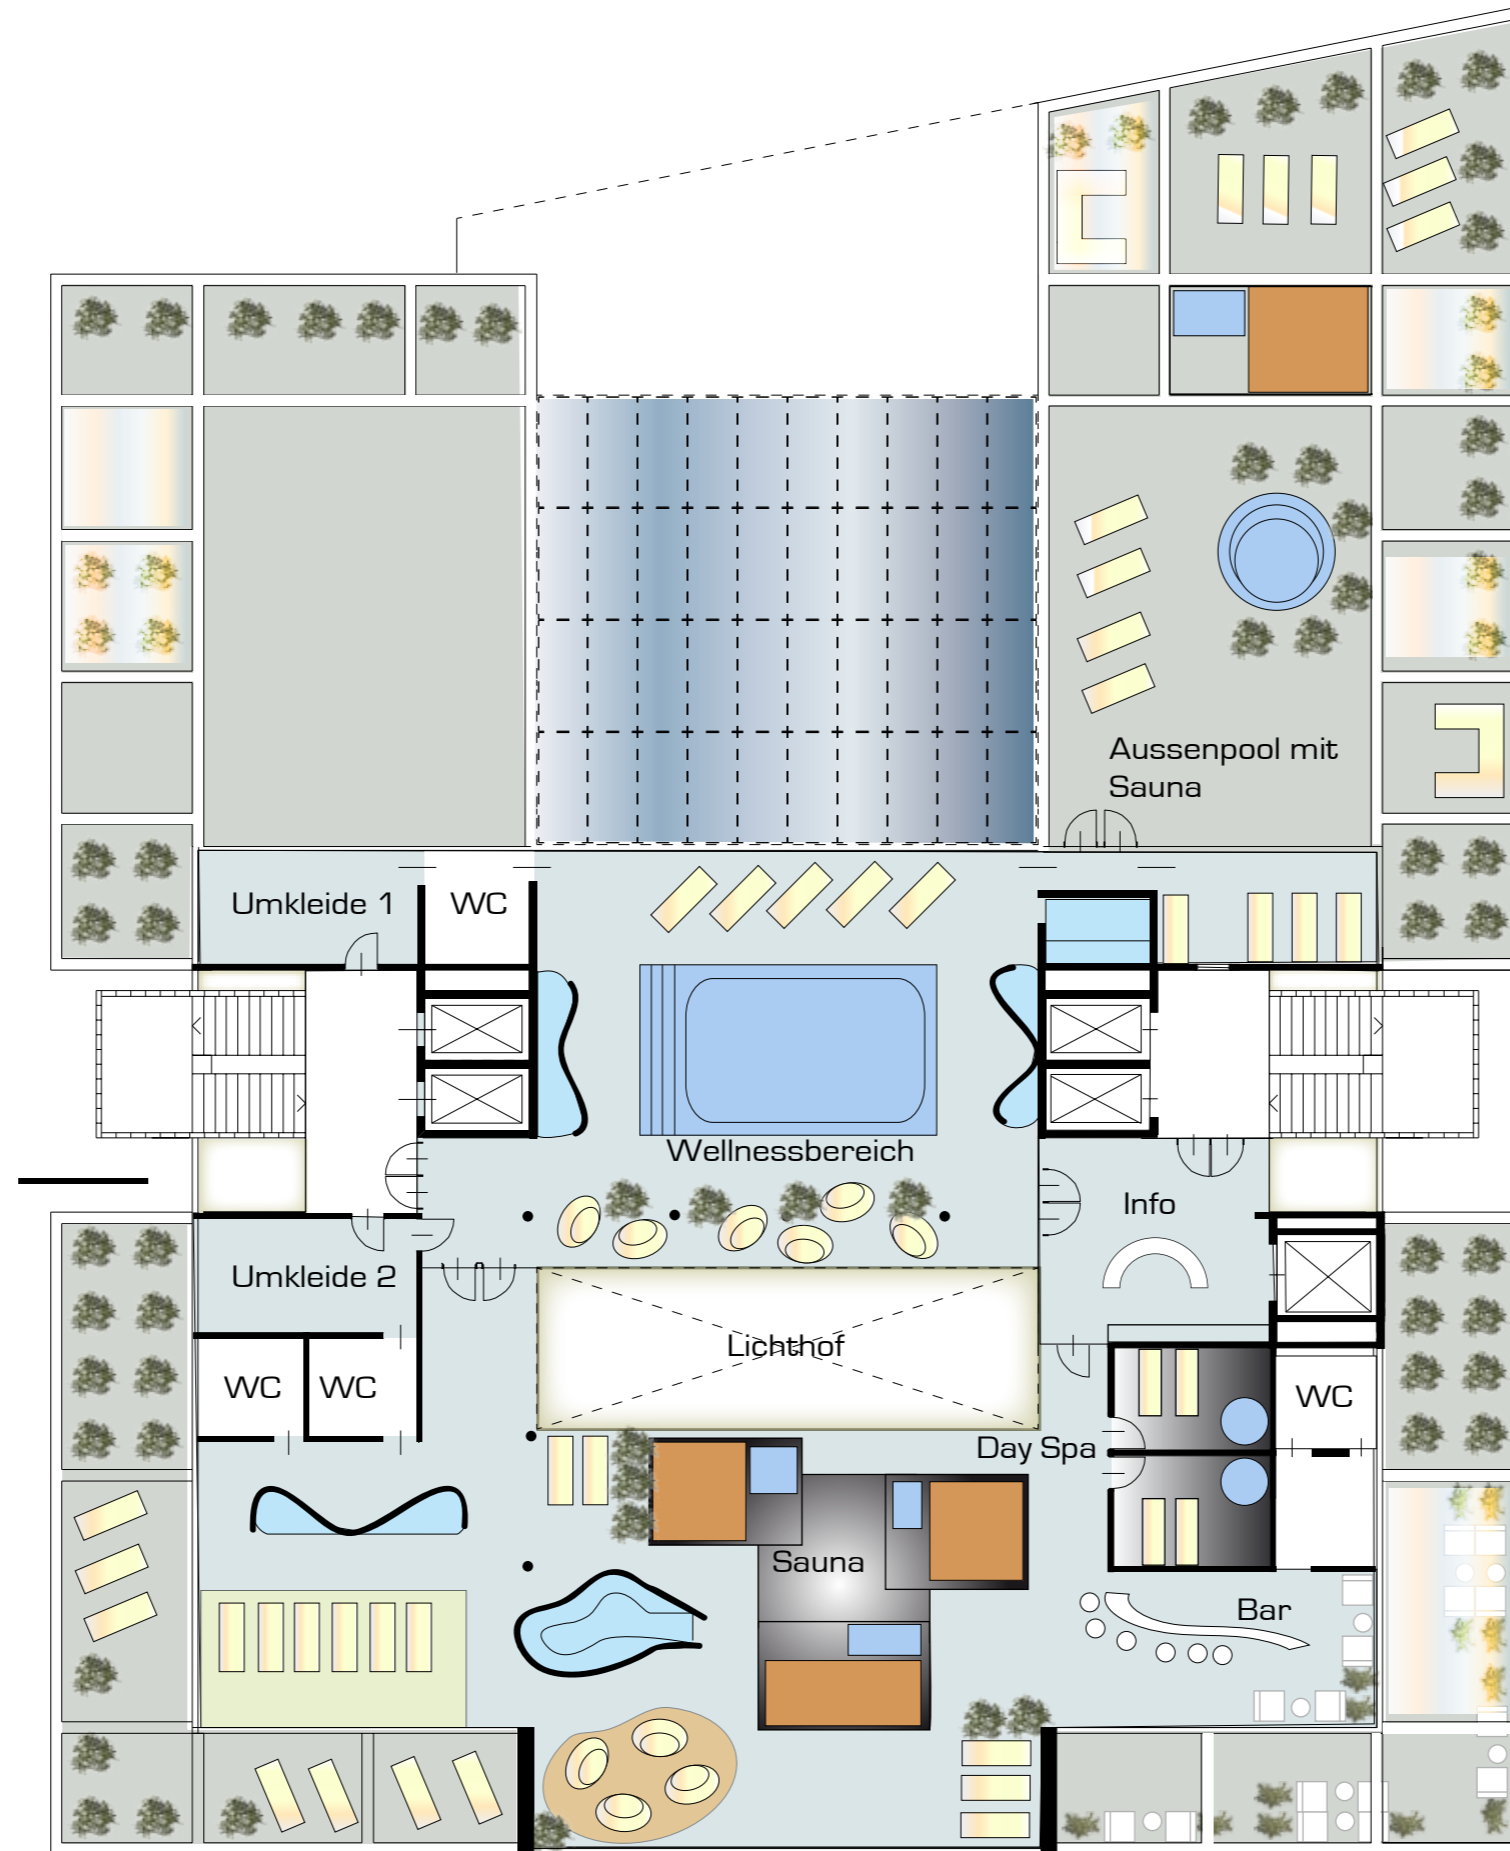 Aussenpool mit
Sauna
Umkleide 1
WC
Wellnessbereich
Info
Umkleide 2
Lichthof
WC
WC
WC
Day Spa
Sauna
Bar